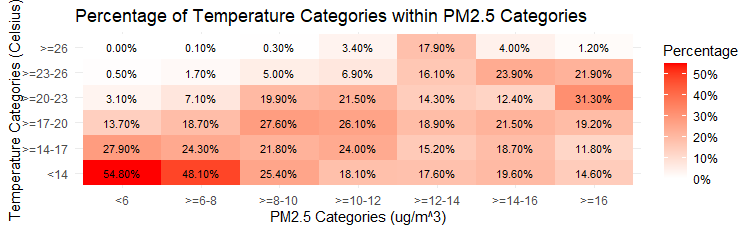 Percentage of Temperature Categories within PM2.5 Categories
Temperature Categories (Celsius)
>=26 0.00% 0.10% 0.30% 3.40% 17.90% 4.00% 1.20%
>=23-26 0.50% 1.70% 5.00% 6.90% 16.10% 23.90% 21.90%
>=20-23 3.10% 7.10% 19.90% 21.50% 14.30% 12.40% 31.30%
>=17-20 13.70% 18.70% 27.60% 26.10% 18.90% 21.50% 19.20%
>=14-17 27.90% 24.30% 21.80% 24.00% 15.20% 18.70% 11.80%
<14 54.80% 48.10% 25.40% 18.10% 17.60% 19.60% 14.60%
<6 >=6-8 >=8-10 >=10-12 >=12-14 >=14-16 >=16
PM2.5 Categories (ug/m^3)
Percentage
50%
40%
30%
20%
10%
0%